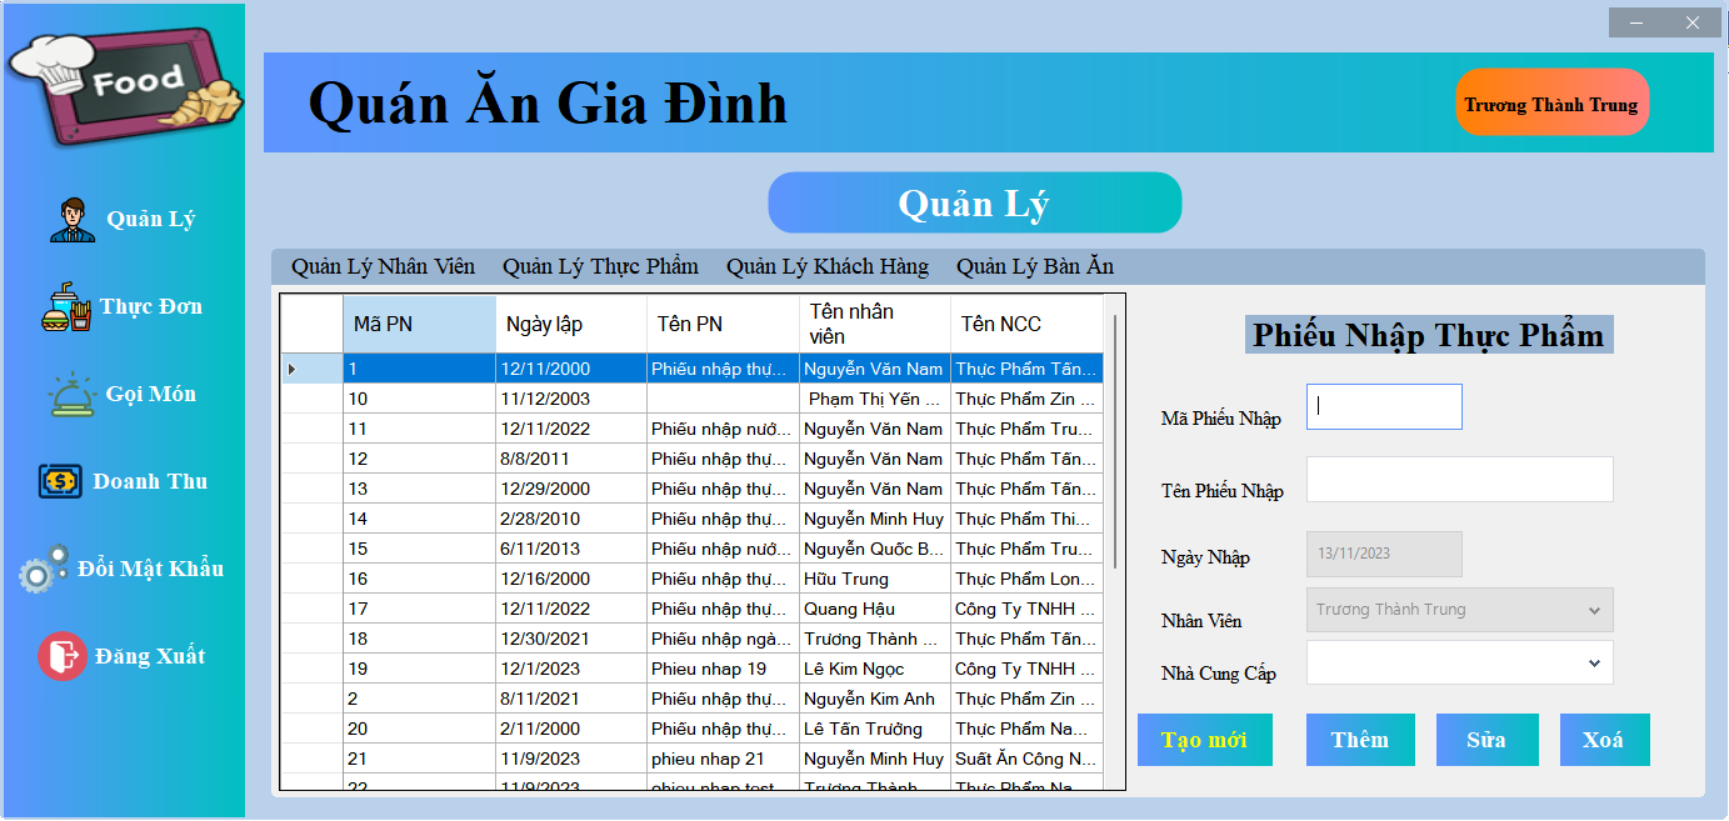 Food
Quán Ăn Gia Đình
Trương Thành Trung
Quản Lý
Thực Đơn
Gọi Món
Doanh Thu
Đổi Mật Khẩu
Đăng Xuất
Quản Lý
Quản Lý Nhân Viên Quản Lý Thực Phẩm Quản Lý Khách Hàng Quản Lý Bàn Ăn
Mã PN Ngày lập Tên PN Tên nhân viên Tên NCC
1 12/11/2000 Phiếu nhập thự... Nguyễn Văn Nam Thực Phẩm Tấn...
10 11/12/2003 Phạm Thị Yến ... Thực Phẩm Zin ...
11 12/11/2022 Phiếu nhập nướ... Nguyễn Văn Nam Thực Phẩm Tru...
12 8/8/2011 Phiếu nhập thự... Nguyễn Văn Nam Thực Phẩm Tấn...
13 12/29/2000 Phiếu nhập thự... Nguyễn Văn Nam Thực Phẩm Tấn...
14 2/28/2010 Phiếu nhập thự... Nguyễn Minh Huy Thực Phẩm Thi...
15 6/11/2013 Phiếu nhập nướ... Nguyễn Quốc B... Thực Phẩm Tru...
16 12/16/2000 Phiếu nhập thự... Hữu Trung Thực Phẩm Lon...
17 12/11/2022 Phiếu nhập thự... Quang Hậu Công Ty TNHH ...
18 12/30/2021 Phiếu nhập ngà... Trương Thành ... Thực Phẩm Tấn...
19 12/1/2023 Phieu nhap 19 Lê Kim Ngọc Công Ty TNHH ...
2 8/11/2021 Phiếu nhập thự... Nguyễn Kim Anh Thực Phẩm Zin ...
20 2/11/2000 Phiếu nhập thự... Lê Tấn Trưởng Thực Phẩm Na...
21 11/9/2023 phieu nhap 21 Nguyễn Minh Huy Suất Ăn Công N...
22 11/9/2023 phieu nhap test Trương Thành Thực Phẩm Na
Phiếu Nhập Thực Phẩm
Mã Phiếu Nhập
Tên Phiếu Nhập
Ngày Nhập 13/11/2023
Nhân Viên Trương Thành Trung
Nhà Cung Cấp
Tạo mới Thêm Sửa Xoá